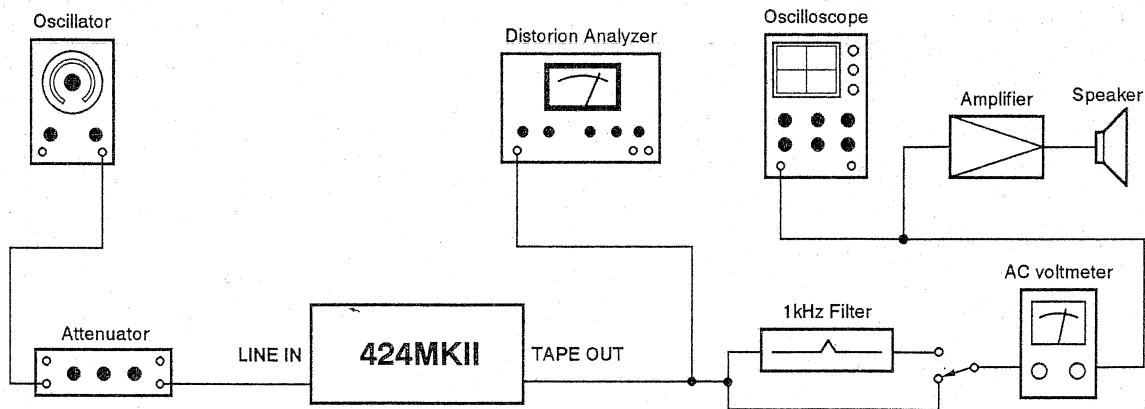 Oscillator
Distorion Analyzer
Oscilloscope
Amplifier
Speaker
AC voltmeter
Attenuator
LINE IN
424MKII
TAPE OUT
1kHz Filter